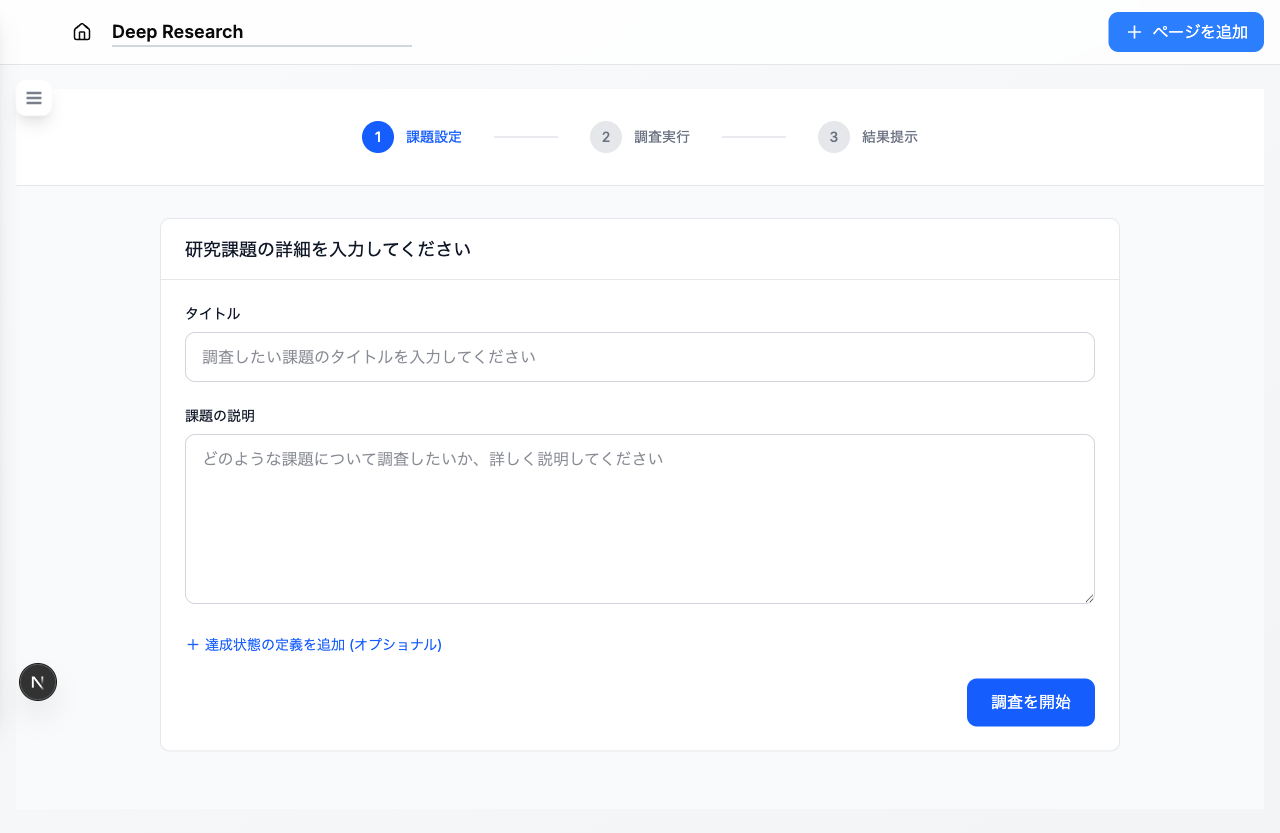 Deep Research
ページを追加
1 課題設定
2 調査実行
3 結果提示
研究課題の詳細を入力してください
タイトル
調査したい課題のタイトルを入力してください
課題の説明
どのような課題について調査したいか、詳しく説明してください
達成状態の定義を追加 (オプショナル)
N
調査を開始